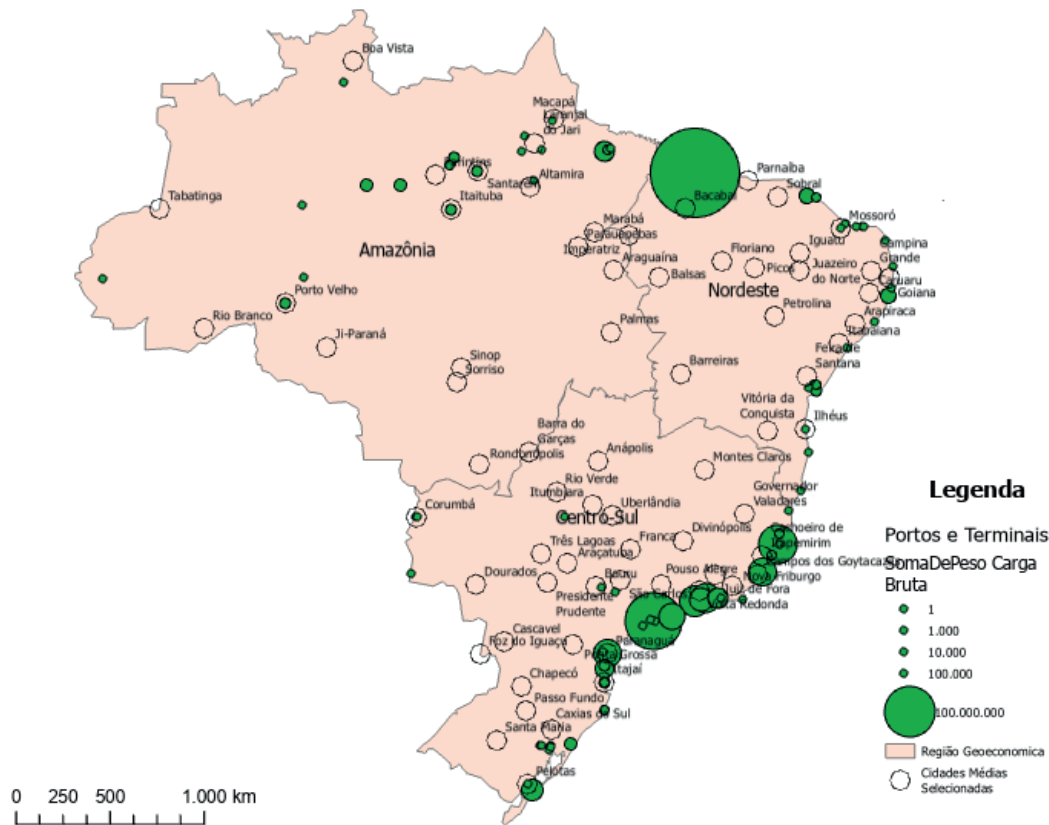 Boa Vista
Macapá
Laranjal
do Jari
Parintins
Santarém
Altamira
Parnaíba
Tabatinga
Itaituba
Bacabal
Sobral
Marabá
Mossoró
Amazônia
Parauapebas
Imperatriz
Floriano
Iguatu
Campina
Grande
Araguaína
Balsas
Picos
Juazeiro
do Norte
Caruaru
Nordeste
Goiana
Porto Velho
Petrolina
Arapiraca
Rio Branco
Ji-Paraná
Palmas
Itabaiana
Feira de
Santana
Sinop
Sorriso
Barreiras
Vitória da
Conquista
Ilhéus
Barra do
Garças
Rondonópolis
Anápolis
Montes Claros
Rio Verde
Itumbiara
Governador
Valadares
Corumbá
Uberlândia
Centro-Sul
Divinópolis
Cachoeiro de
Itapemirim
Franca
Três Lagoas
Araçatuba
Campos dos Goytacazes
Dourados
Bauru
Pouso Alegre
Nova Friburgo
Presidente
Prudente
São Carlos
Juiz de Fora
Volta Redonda
Cascavel
Foz do Iguaçu
Paranaguá
Ponta Grossa
Itajaí
Chapecó
Passo Fundo
Caxias do Sul
Santa Maria
Pelotas
Legenda
Portos e Terminais
SomaDePeso Carga
Bruta
1
1.000
10.000
100.000
100.000.000
Região Geoeconomica
Cidades Médias
Selecionadas
0 250 500 1.000 km